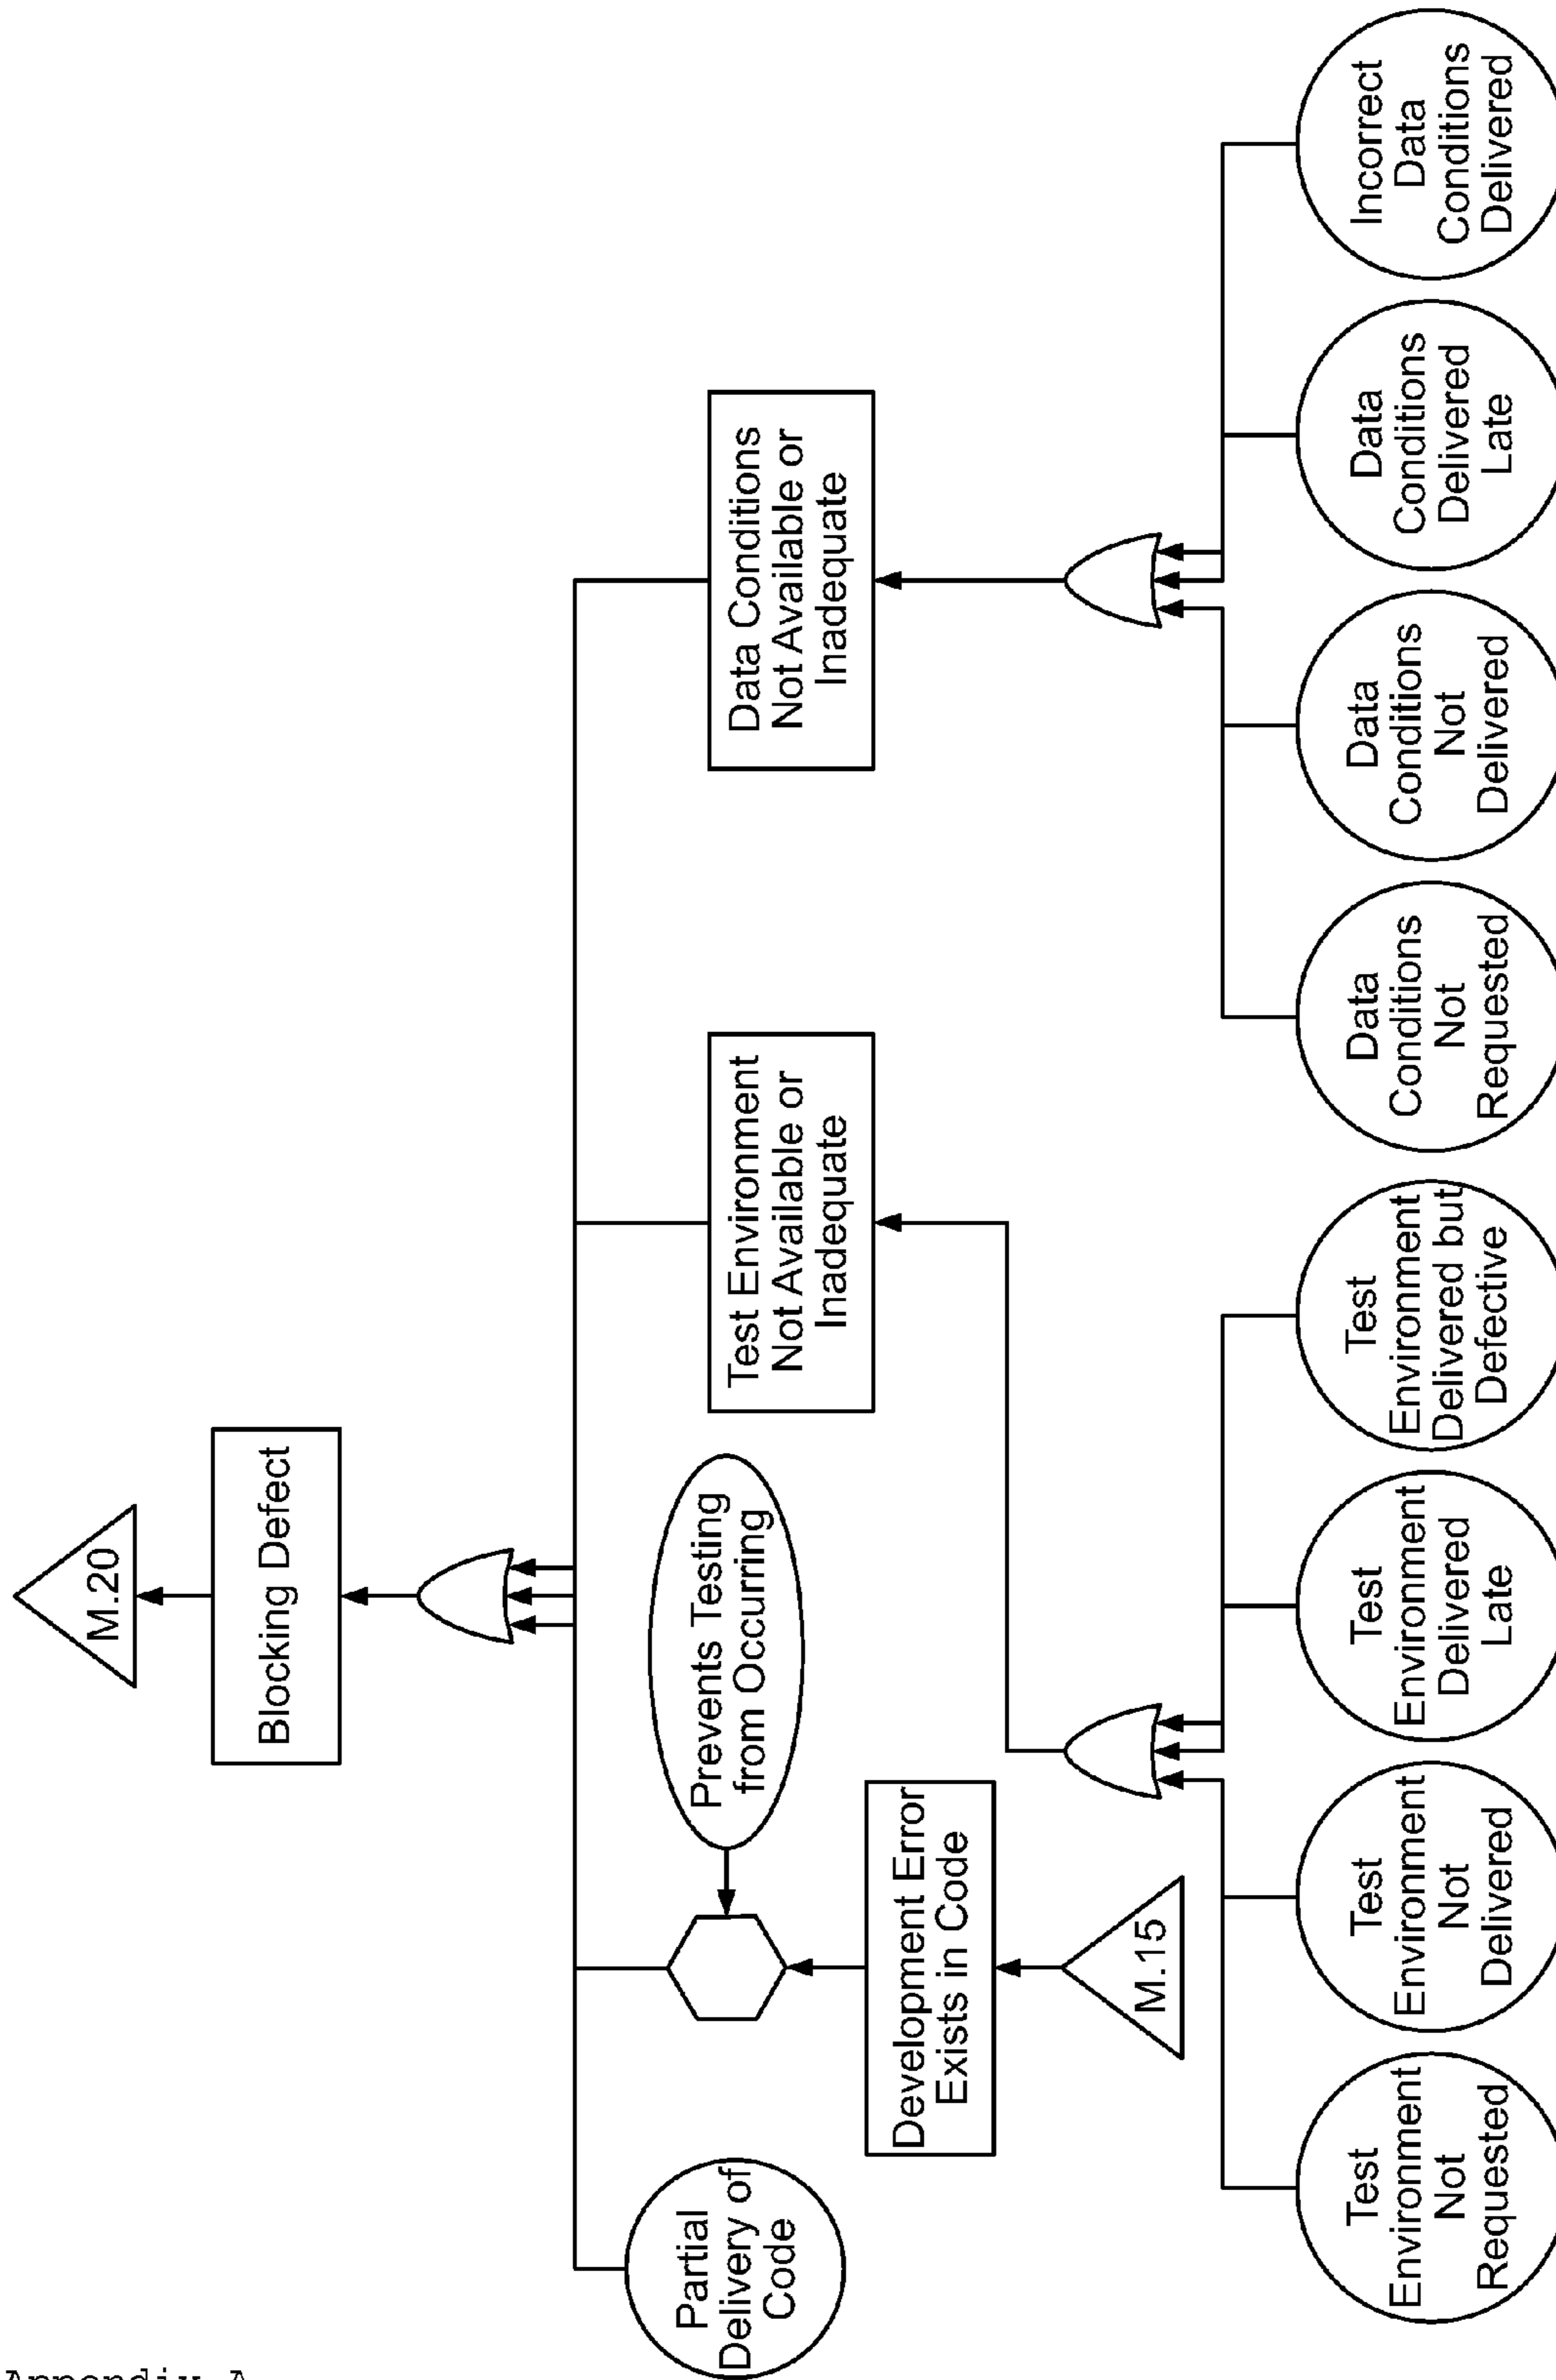 M.20
Blocking Defect
Partial
Delivery of
Code
Prevents Testing
from Occurring
Development Error
Exists in Code
M.15
Test Environment
Not Available or
Inadequate
Data Conditions
Not Available or
Inadequate
Test
Environment
Not
Requested
Test
Environment
Not
Delivered
Test
Environment
Delivered
Late
Test
Environment
Delivered but
Defective
Data
Conditions
Not
Requested
Data
Conditions
Not
Delivered
Data
Conditions
Delivered
Late
Incorrect
Data
Conditions
Delivered
Appendix A